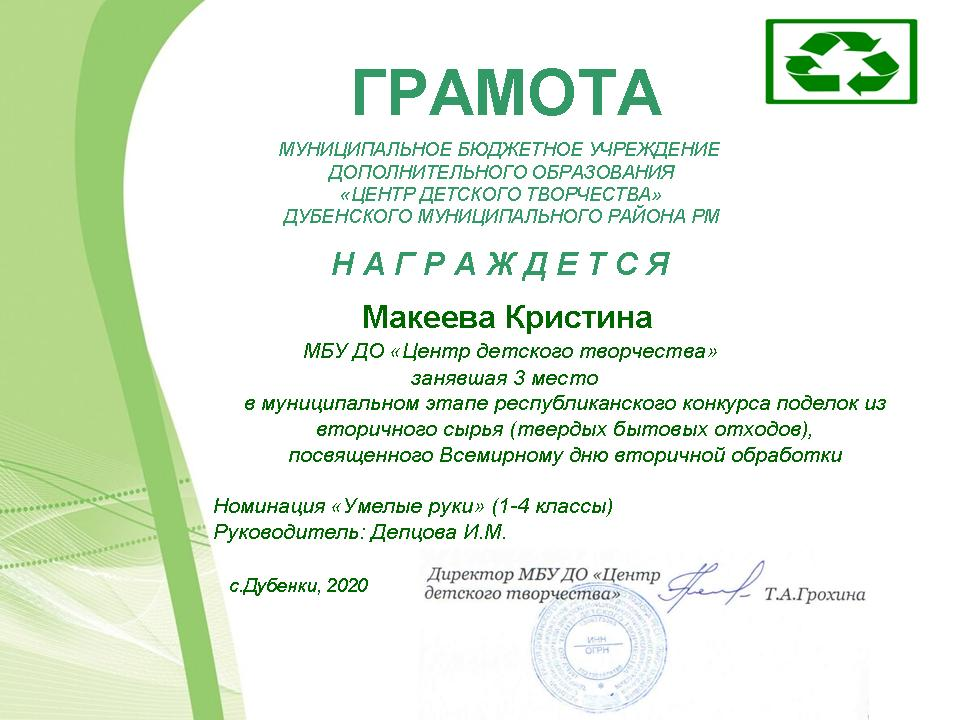 ГРАМОТА
МУНИЦИПАЛЬНОЕ БЮДЖЕТНОЕ УЧРЕЖДЕНИЕ
ДОПОЛНИТЕЛЬНОГО ОБРАЗОВАНИЯ
«ЦЕНТР ДЕТСКОГО ТВОРЧЕСТВА»
ДУБЕНСКОГО МУНИЦИПАЛЬНОГО РАЙОНА РМ
Н А Г Р А Ж Д Е Т С Я
Макеева Кристина
МБУ ДО «Центр детского творчества»
занявшая 3 место
в муниципальном этапе республиканского конкурса поделок из
вторичного сырья (твердых бытовых отходов),
посвященного Всемирному дню вторичной обработки
Номинация «Умелые руки» (1-4 классы)
Руководитель: Депцова И.М.
с.Дубенки, 2020
Директор МБУ ДО «Центр
детского творчества»
Т.А.Грохина
ИНН
ОГРН